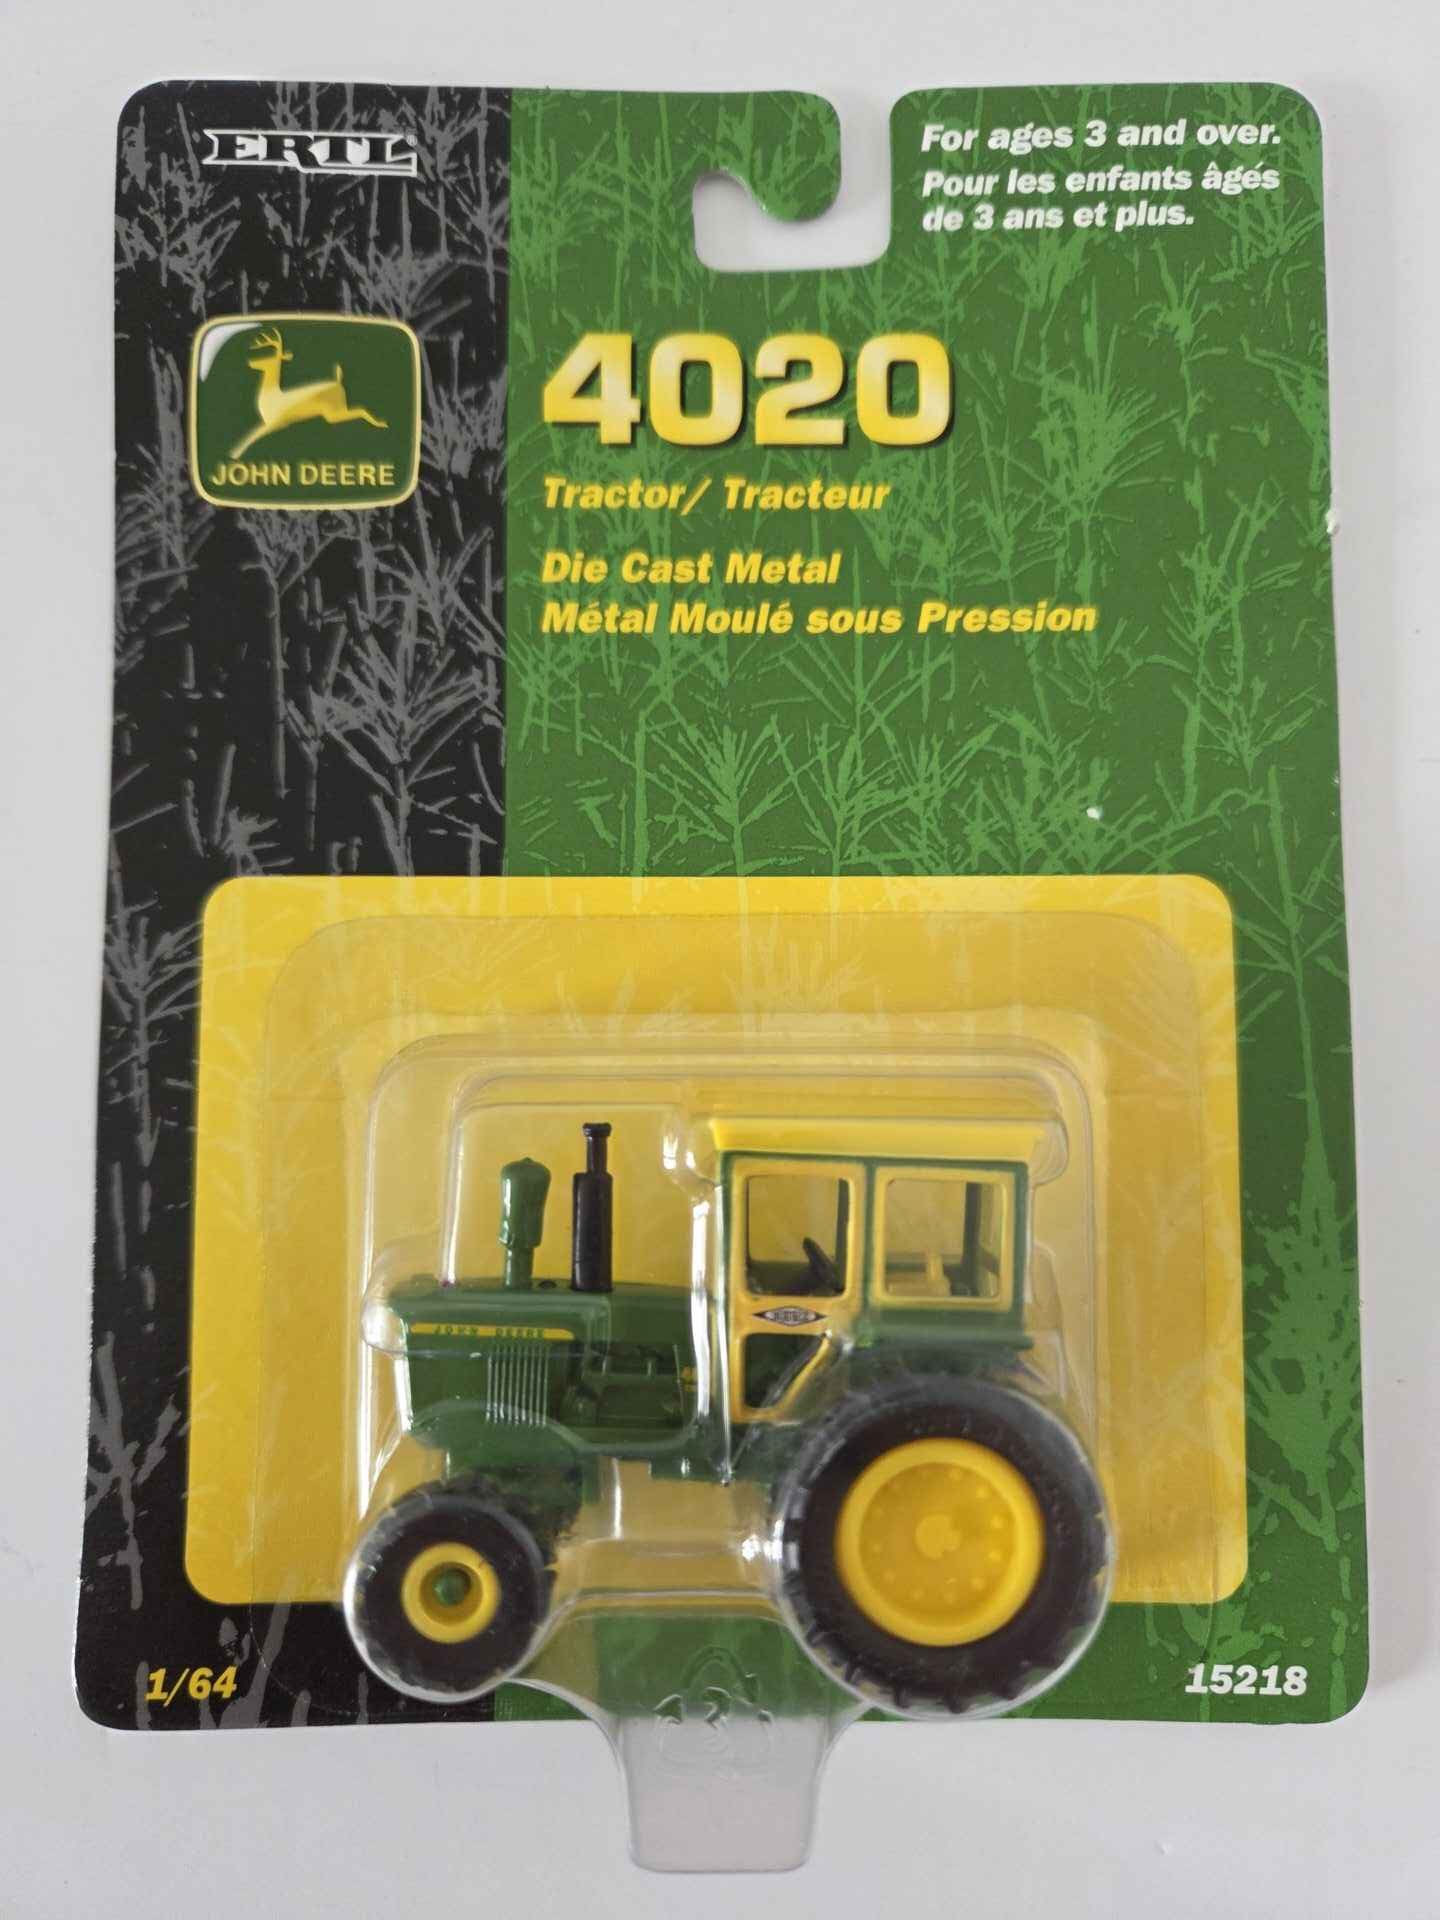 ERTL®
For ages 3 and over.
Pour les enfants âgés
de 3 ans et plus.
JOHN DEERE
4020
Tractor/ Tracteur
Die Cast Metal
Métal Moulé sous Pression
JOHN DEERE
1/64
15218
3